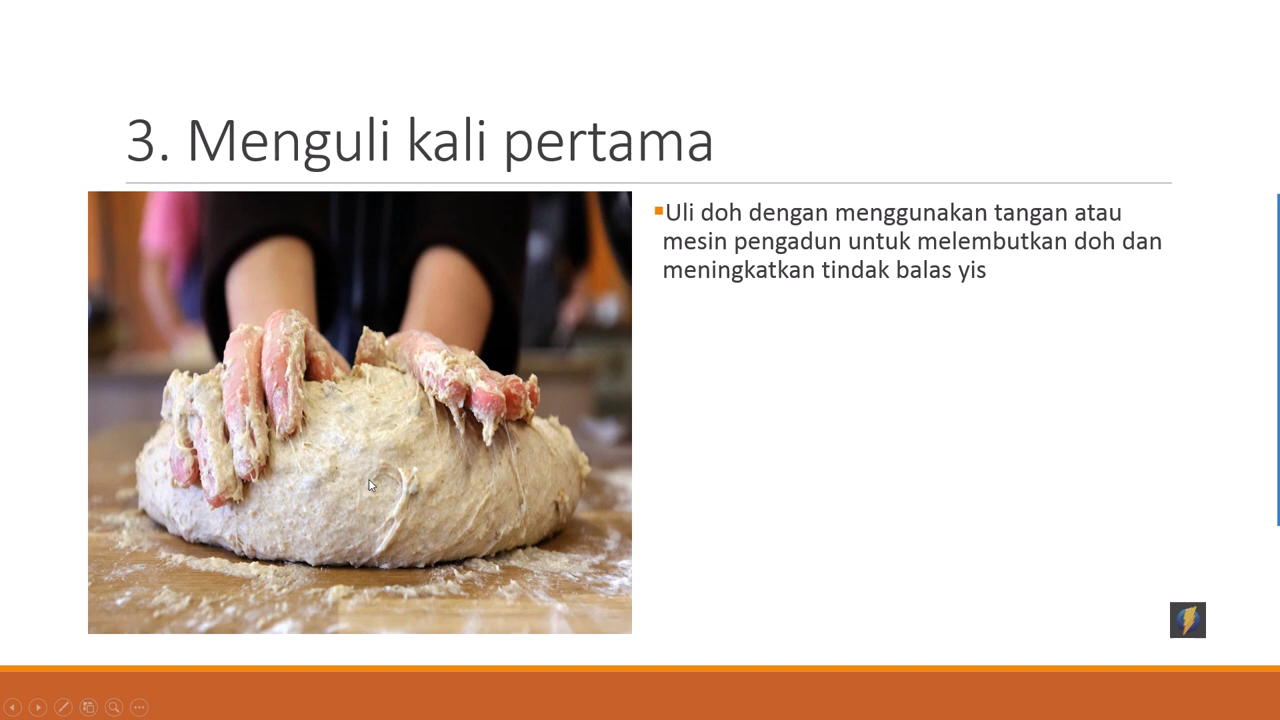 3. Menguli kali pertama
Uli doh dengan menggunakan tangan atau
mesin pengadun untuk melembutkan doh dan
meningkatkan tindak balas yis